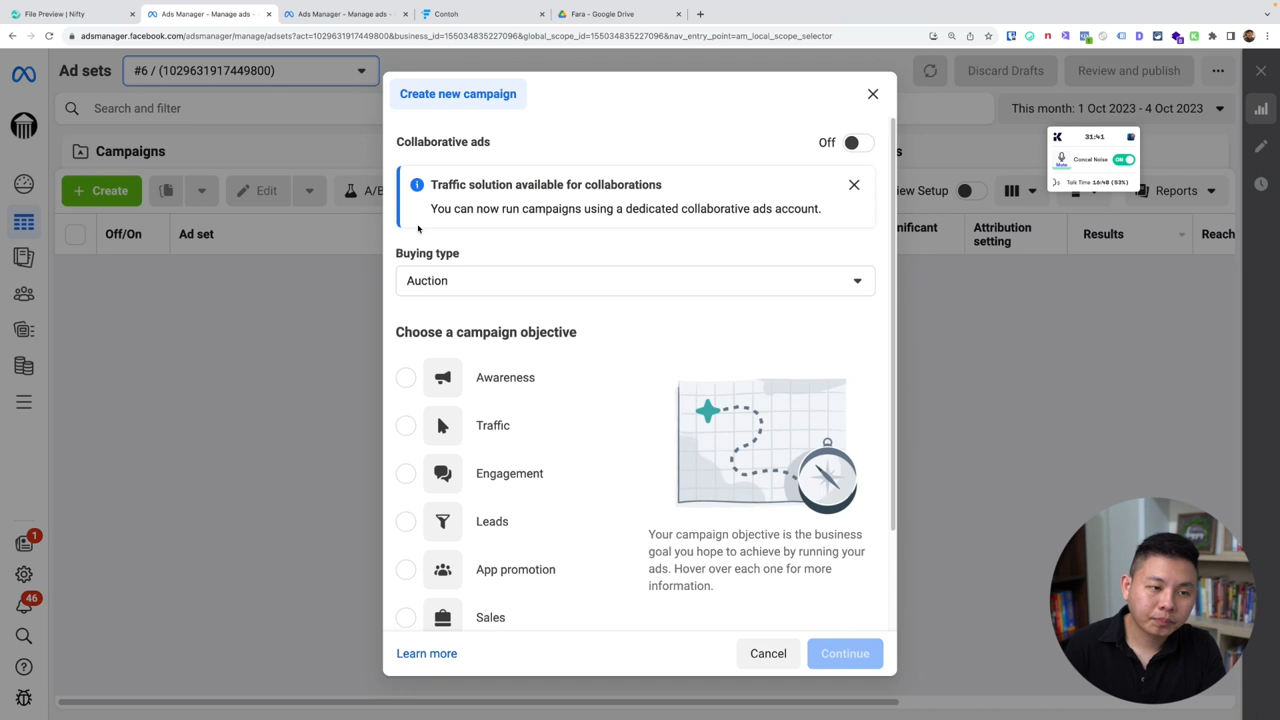 File Preview | Nifty
Ads Manager - Manage ads -
Ads Manager - Manage ads -
Contoh
Fara - Google Drive
adsmanager.facebook.com/adsmanager/manage/adsets?act=1029631917449800&business_id=155034835227096&global_scope_id=155034835227096&nav_entry_point=am_local_scope_selector
Ad sets
#6 / (1029631917449800)
Discard Drafts
Review and publish
Search and filter
This month: 1 Oct 2023 - 4 Oct 2023
Campaigns
+ Create
Edit
A/B
View Setup
Reports
Off/On
Ad set
Attribution setting
Results
Reach
Create new campaign
Collaborative ads
Off
Traffic solution available for collaborations
You can now run campaigns using a dedicated collaborative ads account.
Buying type
Auction
Choose a campaign objective
Awareness
Traffic
Engagement
Leads
App promotion
Sales
Your campaign objective is the business
goal you hope to achieve by running your
ads. Hover over each one for more
information.
Learn more
Cancel
Continue
31:41
Mute
Cancel Noise
ON
Talk Time 16:48 (53%)
1
46